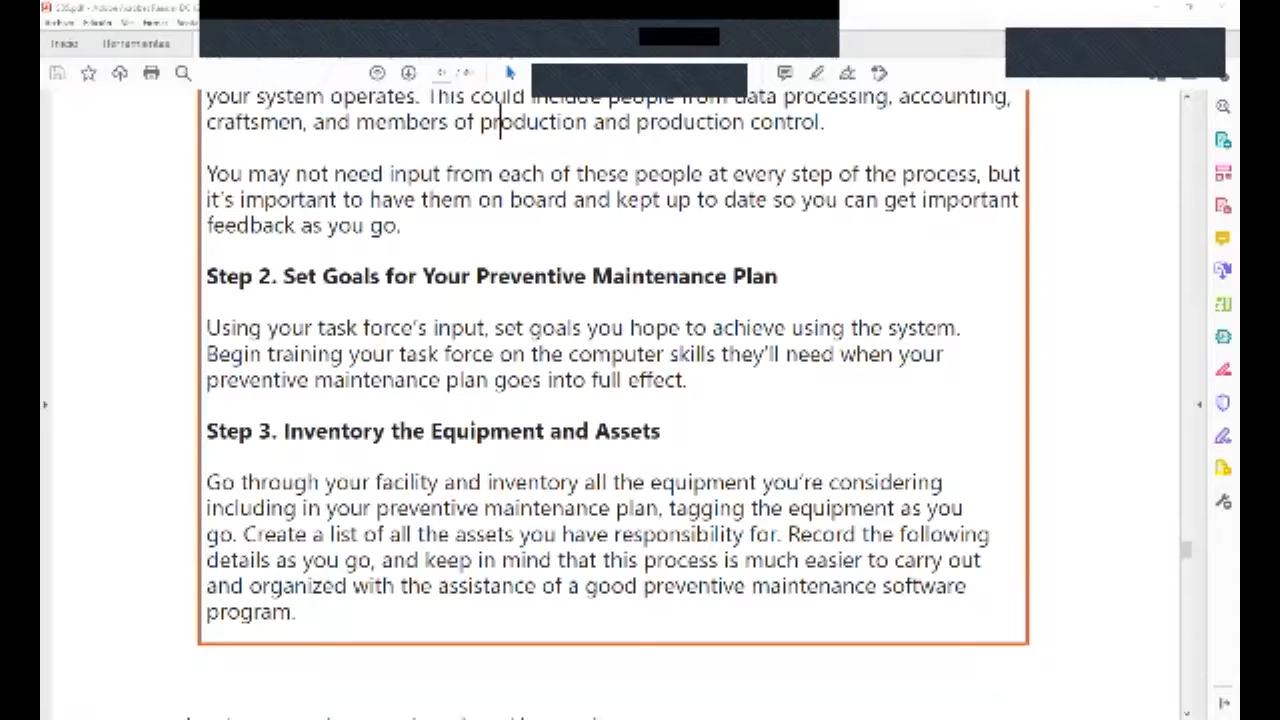 Inicio Herramientas
your system operates. This could include people from data processing, accounting,
craftsmen, and members of production and production control.
You may not need input from each of these people at every step of the process, but
it's important to have them on board and kept up to date so you can get important
feedback as you go.
Step 2. Set Goals for Your Preventive Maintenance Plan
Using your task force's input, set goals you hope to achieve using the system.
Begin training your task force on the computer skills they'll need when your
preventive maintenance plan goes into full effect.
Step 3. Inventory the Equipment and Assets
Go through your facility and inventory all the equipment you're considering
including in your preventive maintenance plan, tagging the equipment as you
go. Create a list of all the assets you have responsibility for. Record the following
details as you go, and keep in mind that this process is much easier to carry out
and organized with the assistance of a good preventive maintenance software
program.